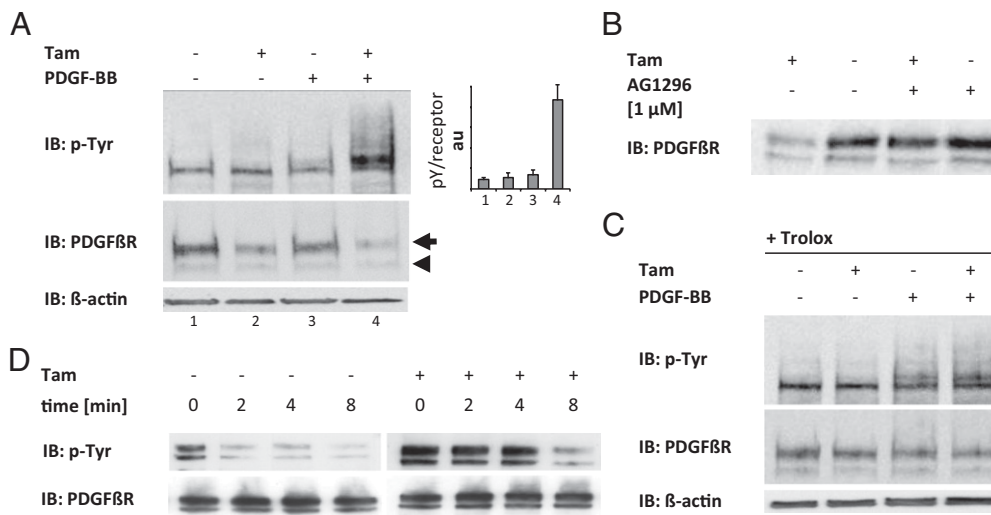 A
Tam - + - +
PDGF-BB - - + +
IB: p-Tyr
IB: PDGFßR
IB: ß-actin
1 2 3 4
pY/receptor
au
1 2 3 4
B
Tam + - + -
AG1296 - - + +
[1 µM]
IB: PDGFßR
C
+ Trolox
Tam - + - +
PDGF-BB - - + +
IB: p-Tyr
IB: PDGFßR
IB: ß-actin
D
Tam - - - - + + + +
time [min] 0 2 4 8 0 2 4 8
IB: p-Tyr
IB: PDGFßR